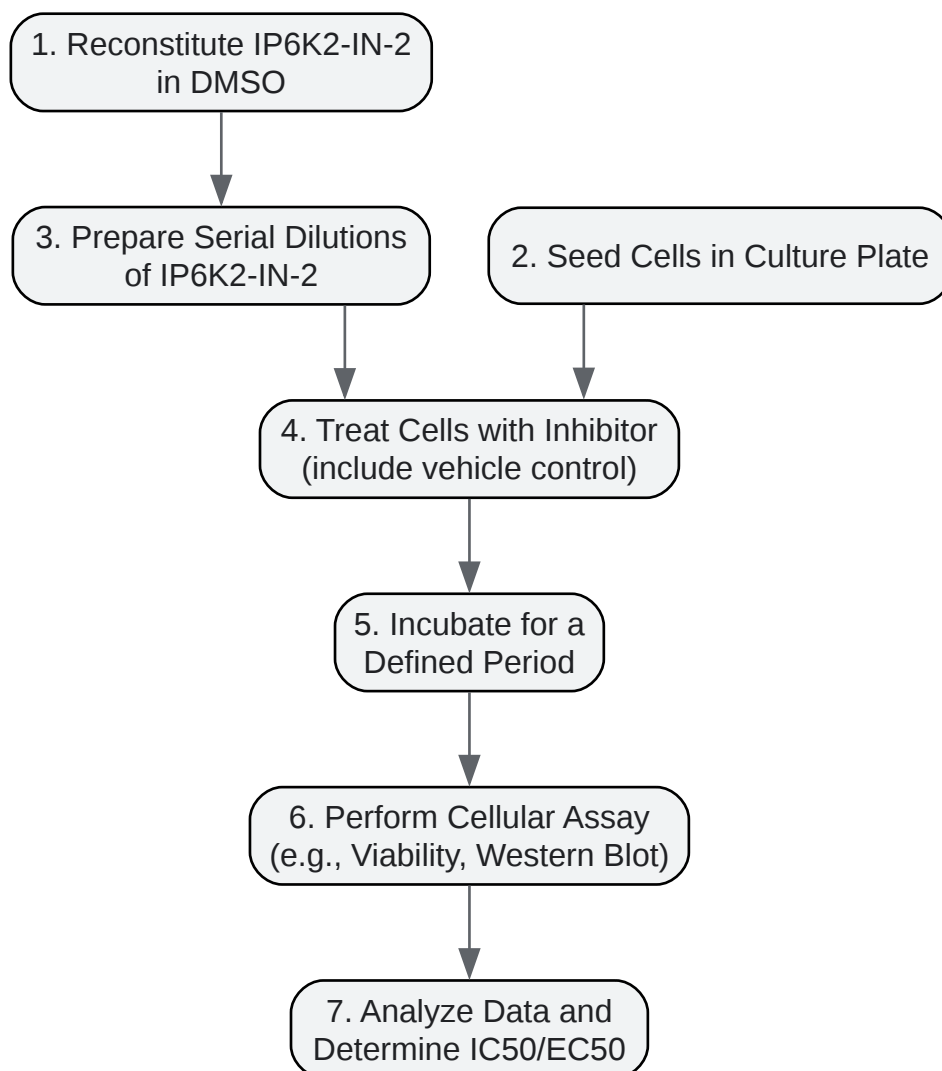 1. Reconstitute IP6K2-IN-2
in DMSO
3. Prepare Serial Dilutions
of IP6K2-IN-2
2. Seed Cells in Culture Plate
4. Treat Cells with Inhibitor
(include vehicle control)
5. Incubate for a
Defined Period
6. Perform Cellular Assay
(e.g., Viability, Western Blot)
7. Analyze Data and
Determine IC50/EC50